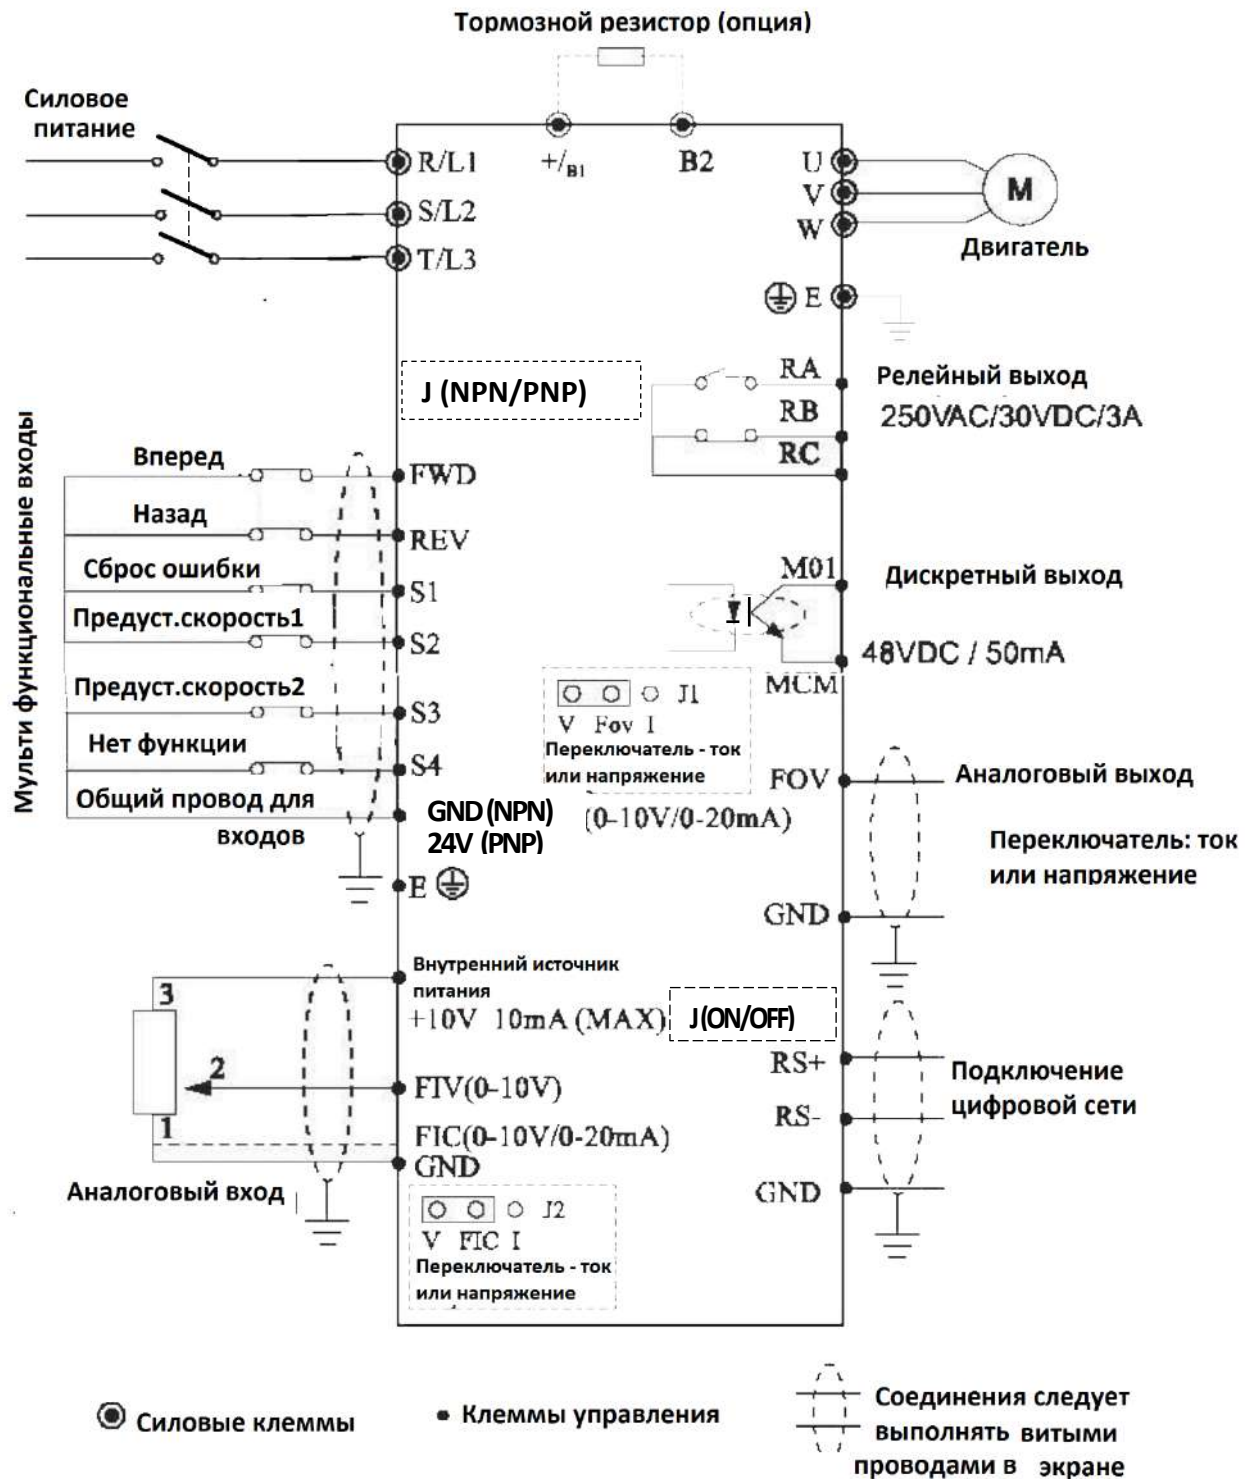 Тормозной резистор (опция)
Силовое
питание
R/L1
+/B1
B2
U
S/L2
V
M
W
T/L3
Двигатель
E
J (NPN/PNP)
RA
Релейный выход
RB
250VAC/30VDC/3A
RC
Мульти функциональные входы
Вперед
FWD
Назад
REV
Сброс ошибки
S1
M01
Дискретный выход
Предуст.скорость1
S2
48VDC / 50mA
MCM
Предуст.скорость2
S3
J1
V Fov I
Переключатель - ток
или напряжение
Нет функции
S4
FOV
Аналоговый выход
(0-10V/0-20mA)
Общий провод для
входов
GND (NPN)
24V (PNP)
Переключатель: ток
или напряжение
E
GND
Внутренний источник
питания
+10V 10mA (MAX)
J(ON/OFF)
3
2
1
FIV(0-10V)
RS+
Подключение
цифровой сети
RS-
FIC(0-10V/0-20mA)
GND
GND
Аналоговый вход
J2
V FIC I
Переключатель - ток
или напряжение
Силовые клеммы
Клеммы управления
Соединения следует
выполнять витыми
проводами в экране